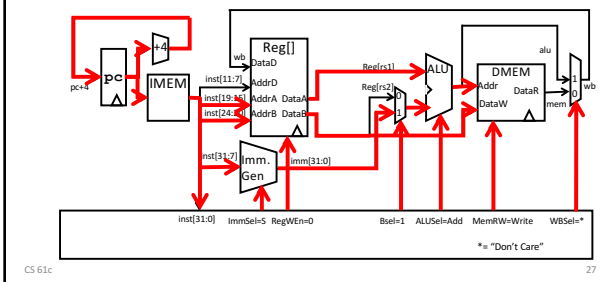 +4
pc
pc+4
IMEM
wb
Reg[]
DataD
inst[11:7]
AddrD
inst[19:15]
AddrA
DataA
inst[24:20]
AddrB
DataB
inst[31:7]
Imm.
Gen
imm[31:0]
Reg[rs1]
Reg[rs2]
0
1
ALU
alu
DMEM
Addr
DataR
DataW
mem
1
0
wb
inst[31:0]
ImmSel=S
RegWEn=0
Bsel=1
ALUSel=Add
MemRW=Write
WBSel=*
*= “Don’t Care”
CS 61c
27